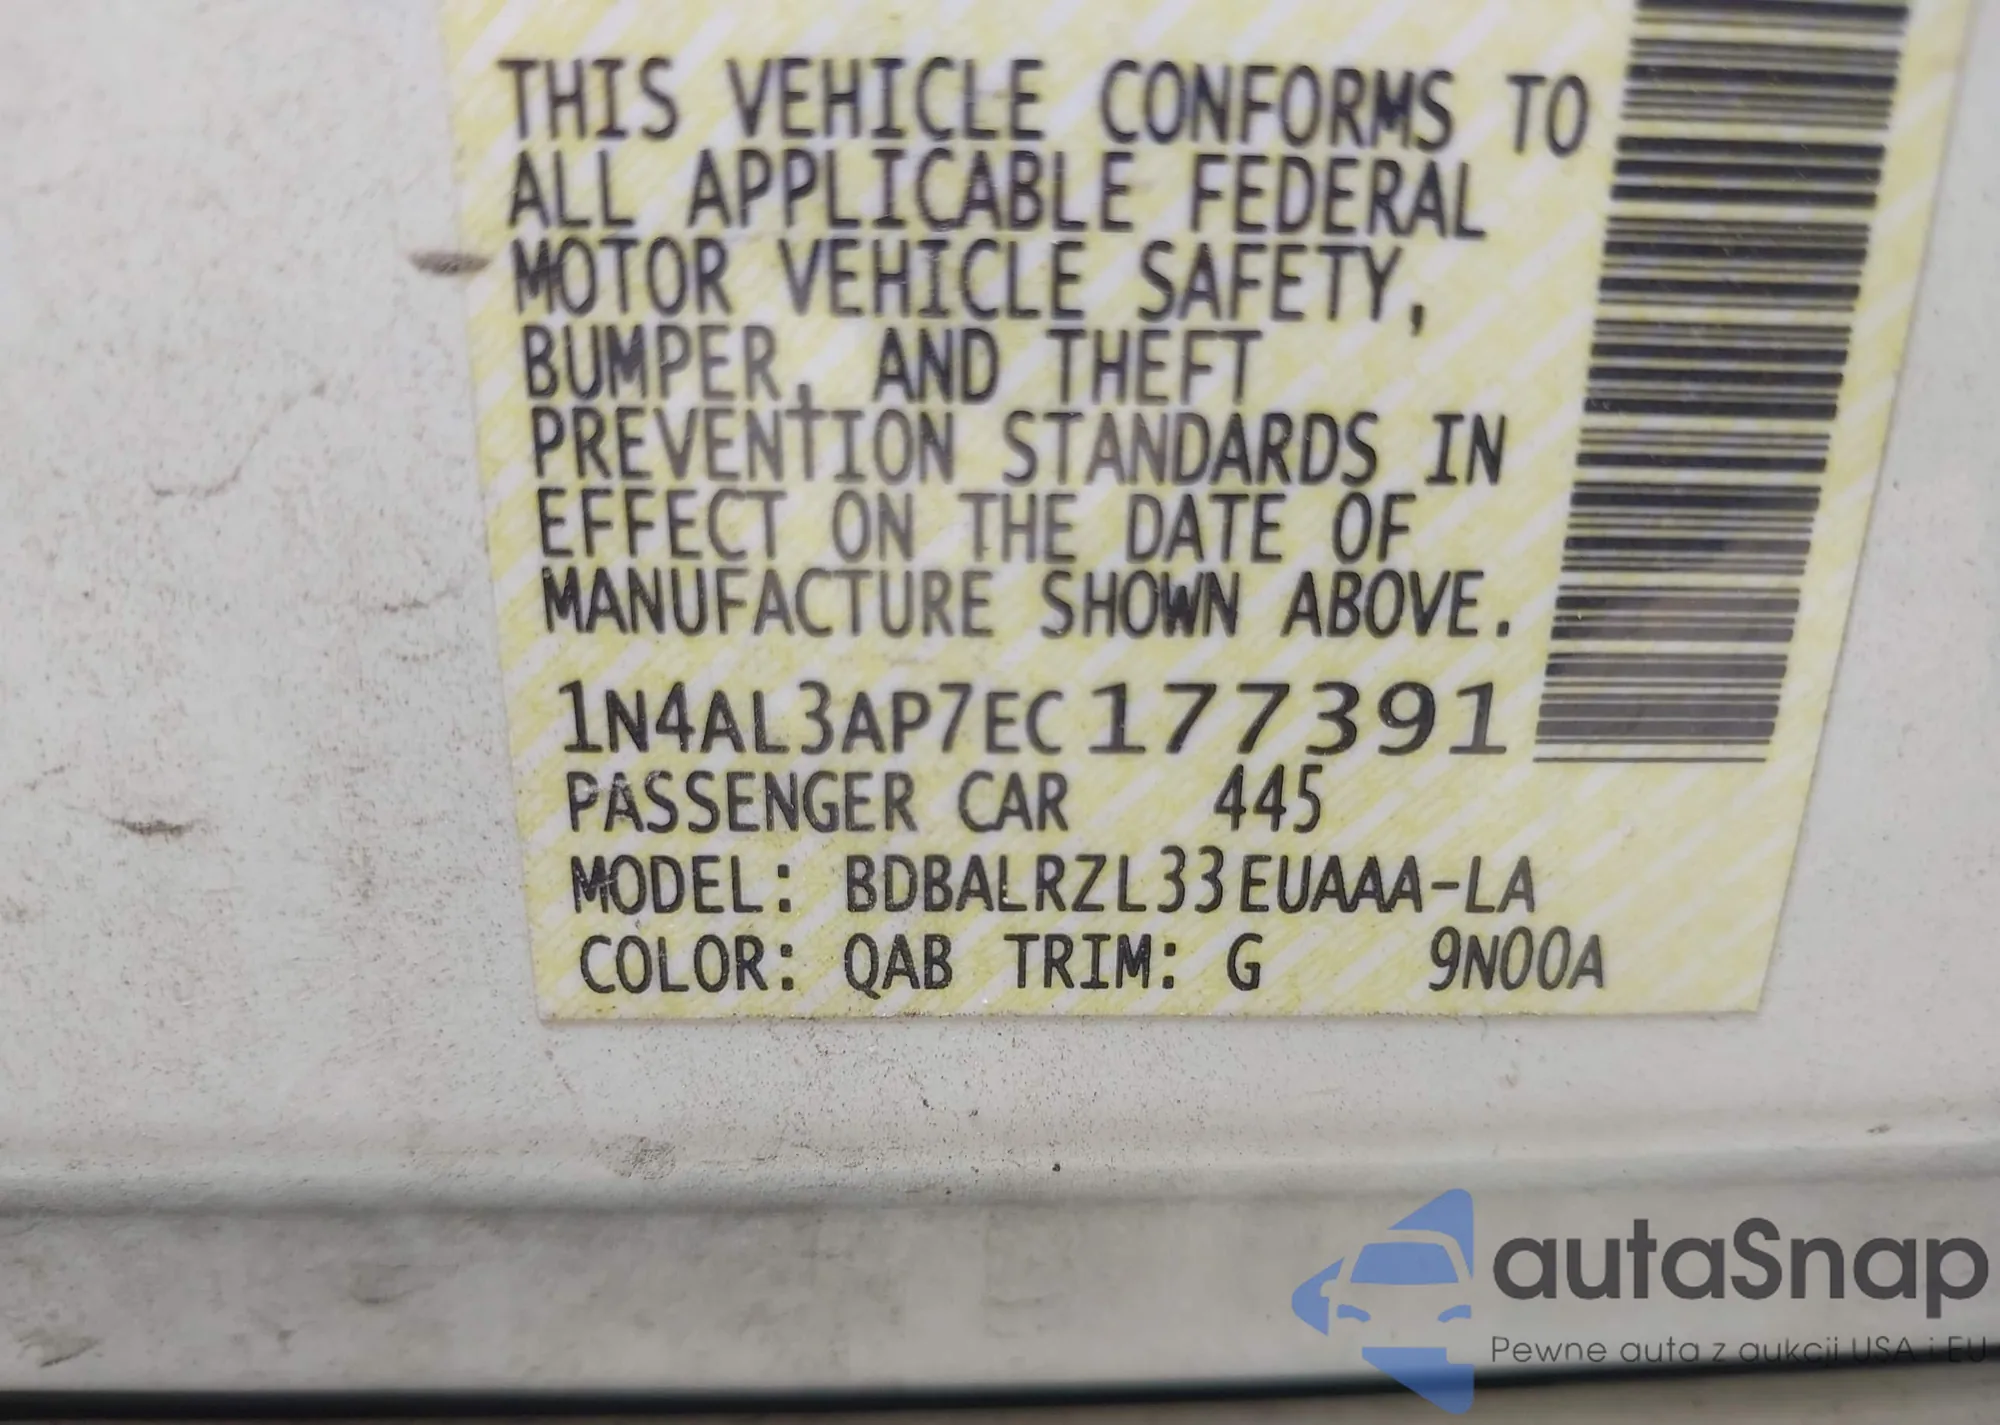 THIS VEHICLE CONFORMS TO
ALL APPLICABLE FEDERAL
MOTOR VEHICLE SAFETY,
BUMPER, AND THEFT
PREVENTION STANDARDS IN
EFFECT ON THE DATE OF
MANUFACTURE SHOWN ABOVE.
1N4AL3AP7EC177391
PASSENGER CAR 445
MODEL: BDBALRZL33EUAAA-LA
COLOR: QAB TRIM: G 9N00A
autaSnap
Pewne auta z aukcji USA i EU